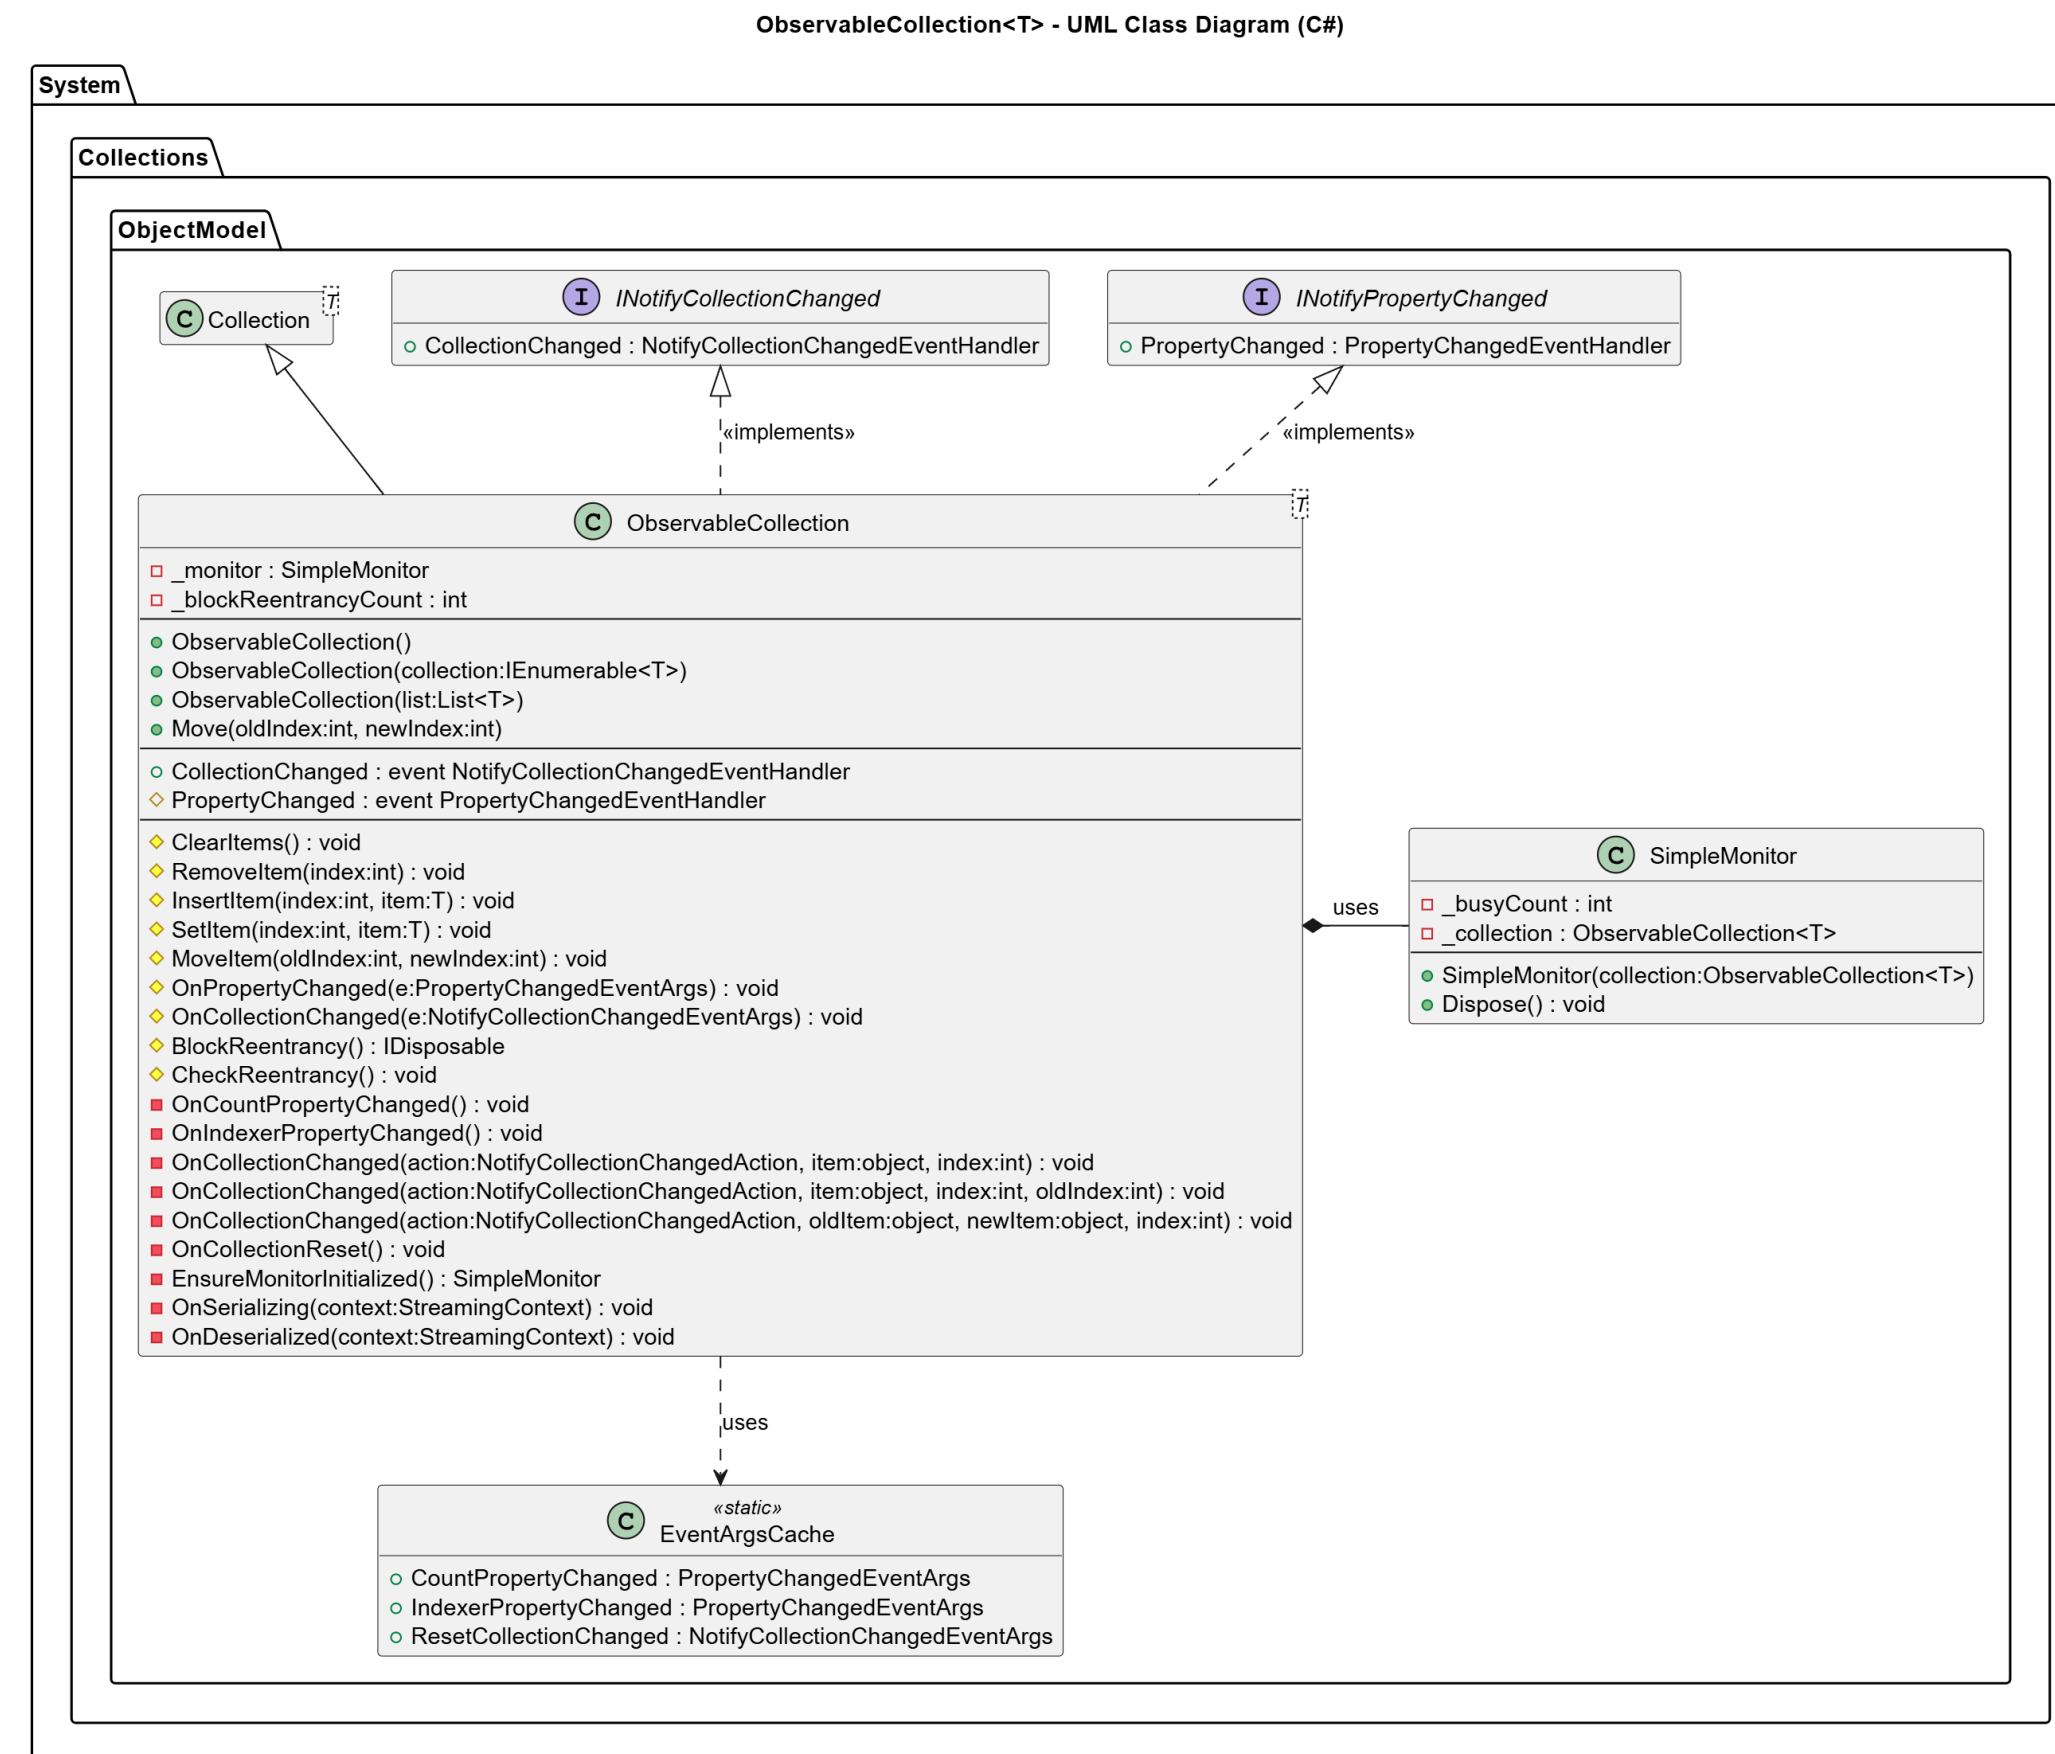 ObservableCollection<T> - UML Class Diagram (C#)
System
Collections
ObjectModel
C Collection T
I INotifyCollectionChanged
CollectionChanged : NotifyCollectionChangedEventHandler
I INotifyPropertyChanged
PropertyChanged : PropertyChangedEventHandler
«implements»
«implements»
C ObservableCollection T
_monitor : SimpleMonitor
_blockReentrancyCount : int
ObservableCollection()
ObservableCollection(collection:IEnumerable<T>)
ObservableCollection(list:List<T>)
Move(oldIndex:int, newIndex:int)
CollectionChanged : event NotifyCollectionChangedEventHandler
PropertyChanged : event PropertyChangedEventHandler
ClearItems() : void
RemoveItem(index:int) : void
InsertItem(index:int, item:T) : void
SetItem(index:int, item:T) : void
MoveItem(oldIndex:int, newIndex:int) : void
OnPropertyChanged(e:PropertyChangedEventArgs) : void
OnCollectionChanged(e:NotifyCollectionChangedEventArgs) : void
BlockReentrancy() : IDisposable
CheckReentrancy() : void
OnCountPropertyChanged() : void
OnIndexerPropertyChanged() : void
OnCollectionChanged(action:NotifyCollectionChangedAction, item:object, index:int) : void
OnCollectionChanged(action:NotifyCollectionChangedAction, item:object, index:int, oldIndex:int) : void
OnCollectionChanged(action:NotifyCollectionChangedAction, oldItem:object, newItem:object, index:int) : void
OnCollectionReset() : void
EnsureMonitorInitialized() : SimpleMonitor
OnSerializing(context:StreamingContext) : void
OnDeserialized(context:StreamingContext) : void
uses
C SimpleMonitor
_busyCount : int
_collection : ObservableCollection<T>
SimpleMonitor(collection:ObservableCollection<T>)
Dispose() : void
uses
«static»
C EventArgsCache
CountPropertyChanged : PropertyChangedEventArgs
IndexerPropertyChanged : PropertyChangedEventArgs
ResetCollectionChanged : NotifyCollectionChangedEventArgs